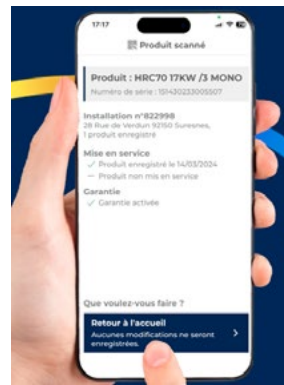 17:17
Produit scanné
Produit : HRC70 17KW /3 MONO
Numéro de série : 151430233005507
Installation n°822998
28 Rue de Verdun 92150 Suresnes,
1 produit enregistré
Mise en service
Produit enregistré le 14/03/2024
Produit non mis en service
Garantie
Garantie activée
Que voulez-vous faire ?
Retour à l'accueil
Aucunes modifications ne seront
enregistrées.